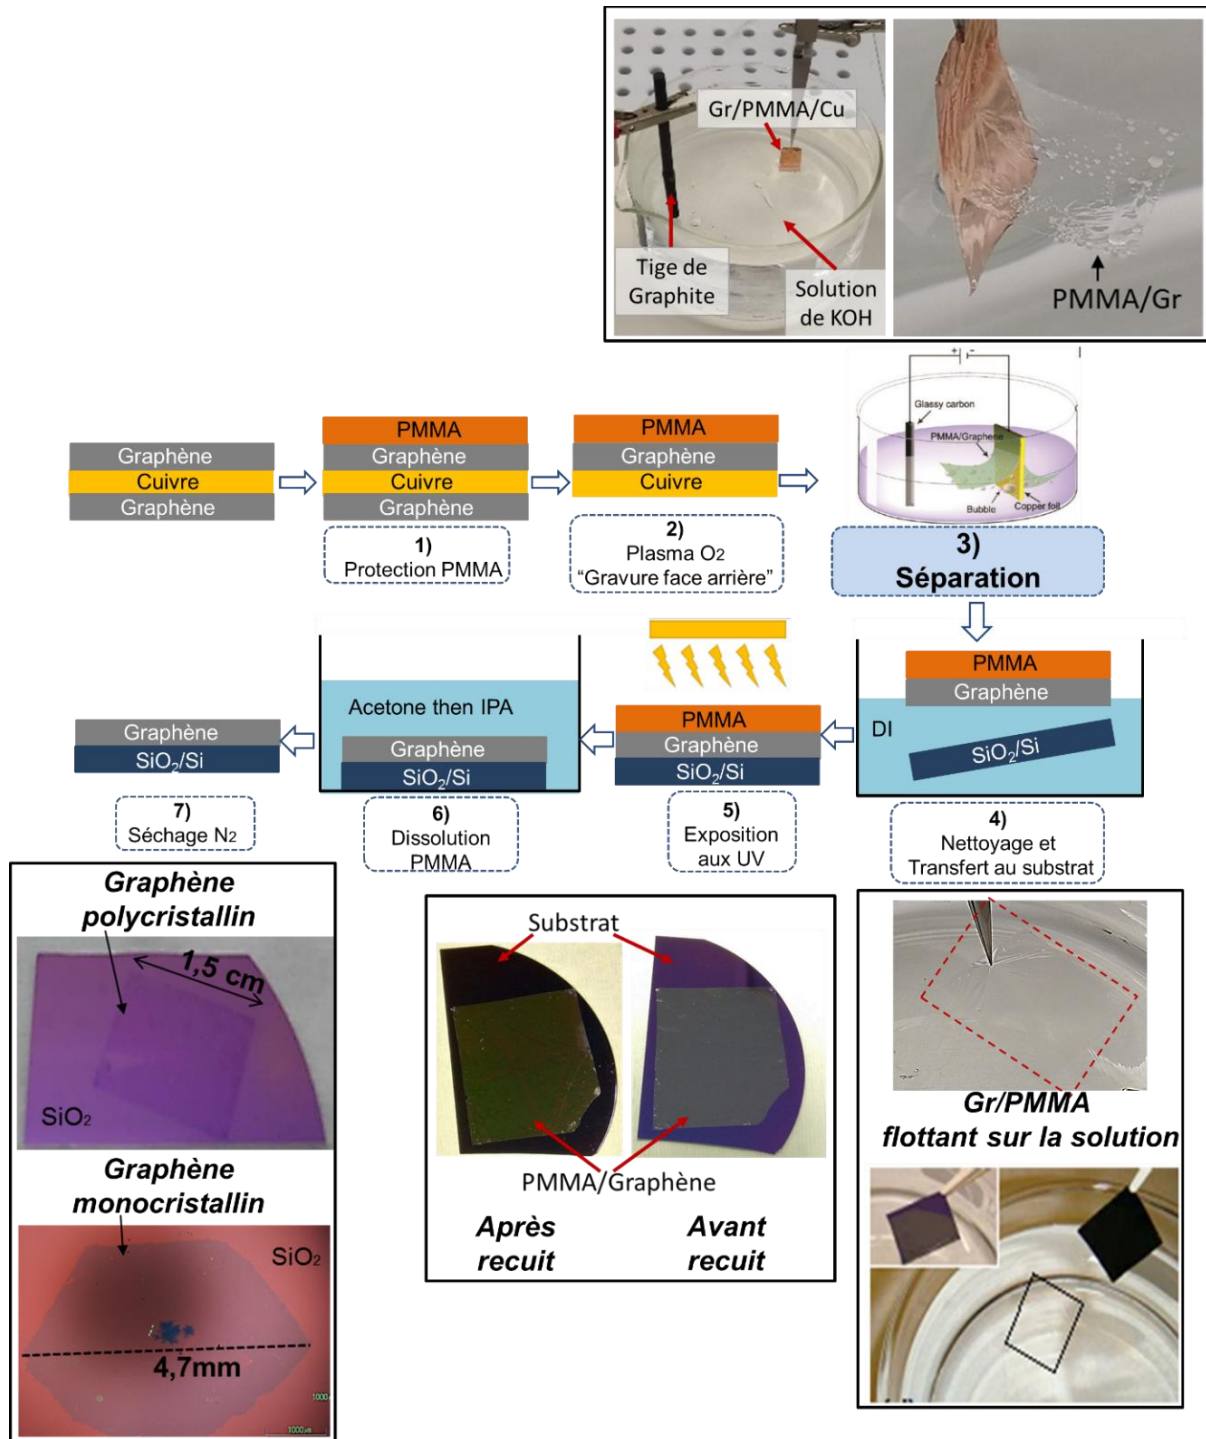 Gr/PMMA/Cu
Tige de
Graphite
Solution
de KOH
PMMA/Gr
+ -
Glassy carbon
PMMA/Graphene
Bubble
Copper foil
Graphène
Cuivre
Graphène
PMMA
Graphène
Cuivre
Graphène
1)
Protection PMMA
PMMA
Graphène
Cuivre
2)
Plasma O2
“Gravure face arrière”
3)
Séparation
PMMA
Graphène
DI
SiO2/Si
4)
Nettoyage et
Transfert au substrat
PMMA
Graphène
SiO2/Si
5)
Exposition
aux UV
Acetone then IPA
Graphène
SiO2/Si
6)
Dissolution
PMMA
Graphène
SiO2/Si
7)
Séchage N2
Graphène
polycristallin
1,5 cm
SiO2
Graphène
monocristallin
SiO2
4,7mm
1000
1000µm
Substrat
PMMA/Graphène
Après
recuit
Avant
recuit
Gr/PMMA
flottant sur la solution